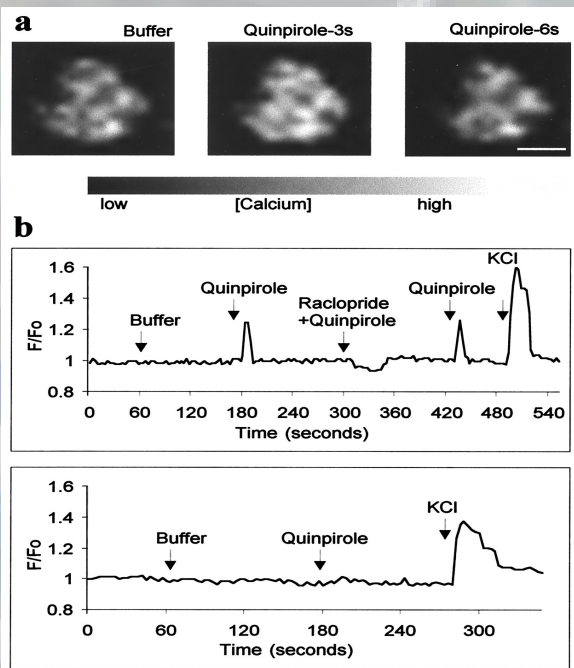 a
Buffer Quinpirole-3s Quinpirole-6s
low [Calcium] high
b
KCl
1.6
1.4
1.2
1
0.8
F/Fo
Buffer
Quinpirole
Raclopride
+Quinpirole
Quinpirole
0 60 120 180 240 300 360 420 480 540
Time (seconds)
1.6
1.4
1.2
1
0.8
F/Fo
Buffer
Quinpirole
KCl
0 60 120 180 240 300
Time (seconds)